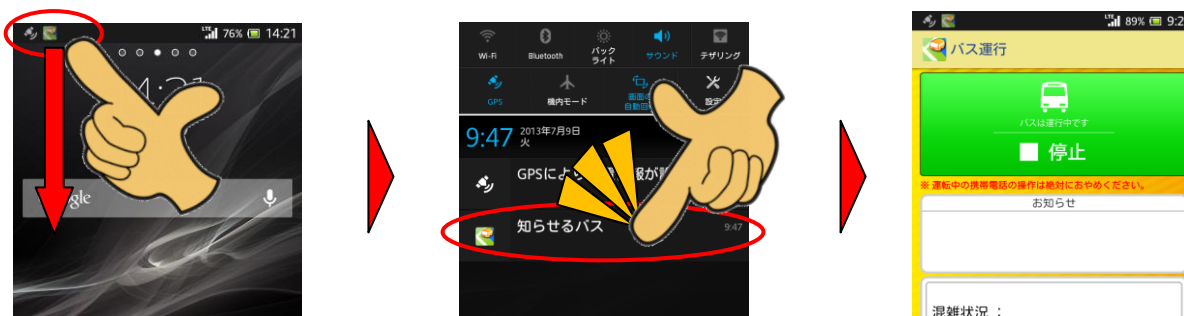 LTE 76% 14:21
gle
Wi-Fi
Bluetooth
バック
ライト
サウンド
テザリング
GPS
機内モード
9:47
2013年7月9日
火
GPSによ
知らせるバス
9:47
LTE 89% 9:2
バス運行
バスは運行中です
停止
※ 運転中の携帯電話の操作は絶対におやめください。
お知らせ
混雑状況 :